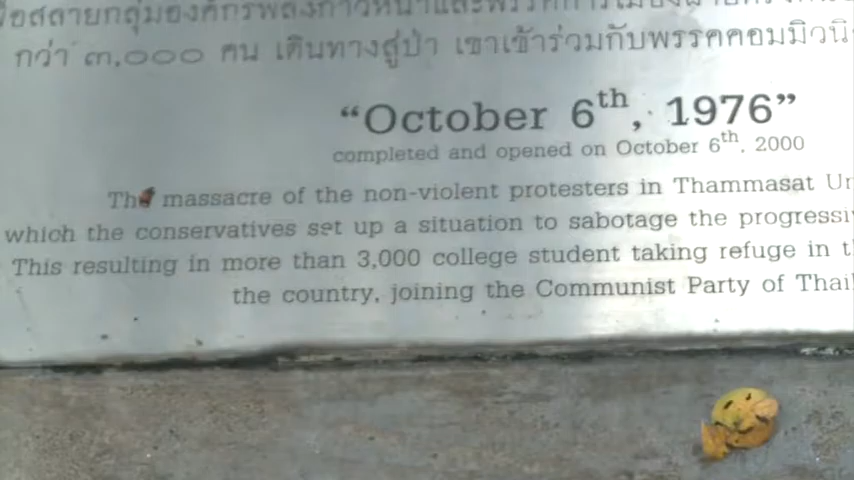 กว่า ๓,๐๐๐ คน เดินทางสู่ป่า เขาเข้าร่วมกับพรรคคอมมิวนิ
“October 6th, 1976”
completed and opened on October 6th, 2000
The massacre of the non-violent protesters in Thammasat Un
which the conservatives set up a situation to sabotage the progressi
This resulting in more than 3,000 college student taking refuge in t
the country, joining the Communist Party of Thai